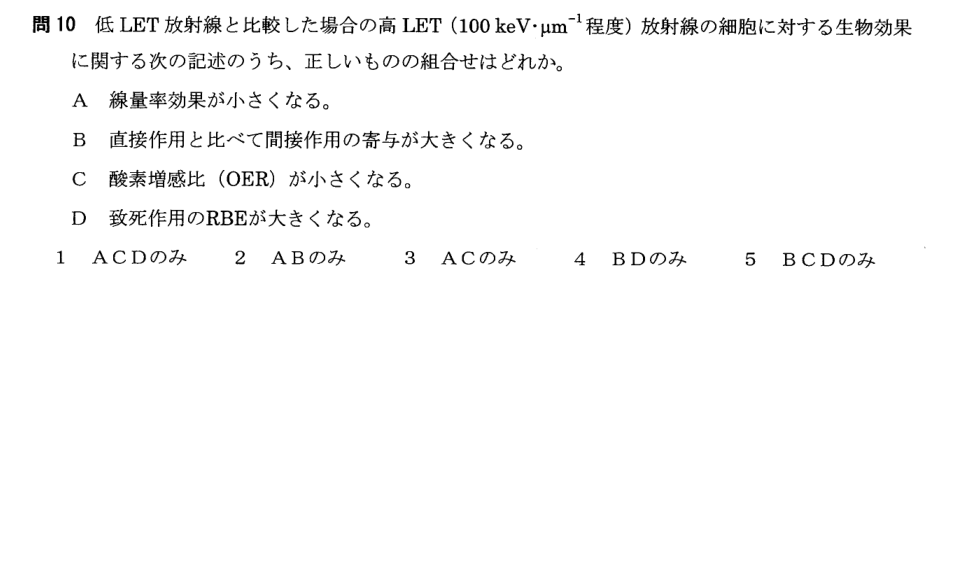 問10 低 LET 放射線と比較した場合の高 LET（100 keV･μm⁻¹ 程度）放射線の細胞に対する生物効果
に関する次の記述のうち、正しいものの組合せはどれか。
A 線量率効果が小さくなる。
B 直接作用と比べて間接作用の寄与が大きくなる。
C 酸素増感比（OER）が小さくなる。
D 致死作用のRBEが大きくなる。
1 ACDのみ 2 ABのみ 3 ACのみ 4 BDのみ 5 BCDのみ